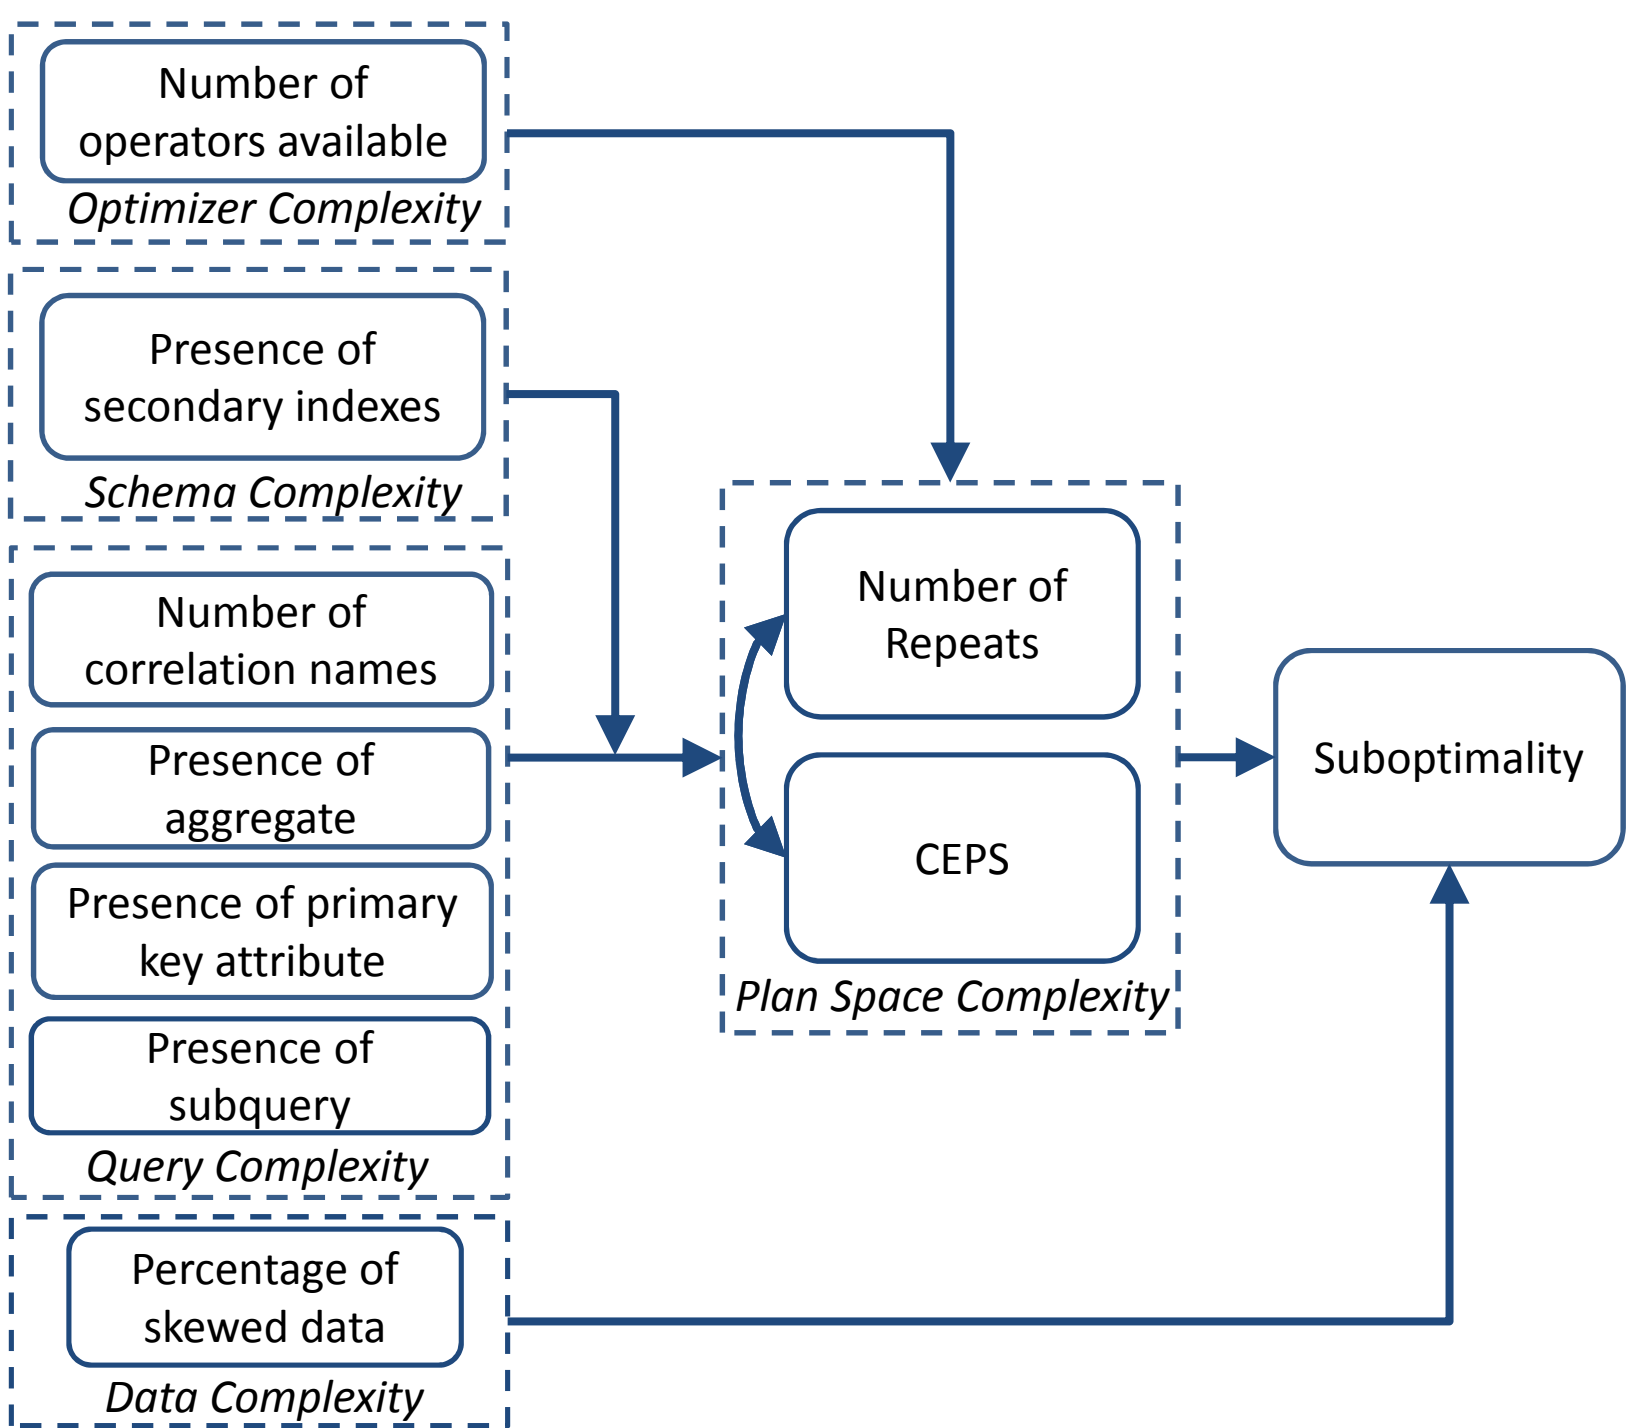 Number of
operators available
Optimizer Complexity
Presence of
secondary indexes
Schema Complexity
Number of
correlation names
Presence of
aggregate
Presence of primary
key attribute
Presence of
subquery
Query Complexity
Percentage of
skewed data
Data Complexity
Number of
Repeats
CEPS
Plan Space Complexity
Suboptimality